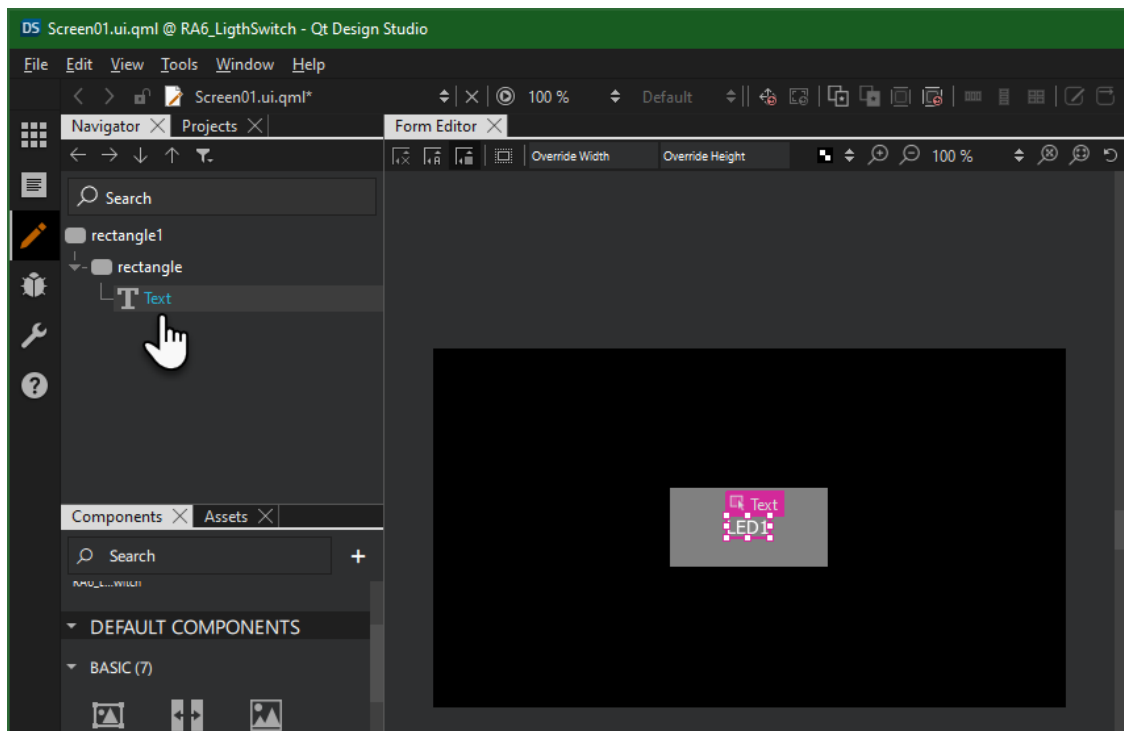 DS Screen01.ui.qml @ RA6_LigthSwitch - Qt Design Studio
File Edit View Tools Window Help
Screen01.ui.qml* 100 % Default
Navigator Projects Form Editor
Override Width Override Height 100 %
Search
rectangle1
rectangle
T Text
Text
LED1
Components Assets
Search
RA6_L...witch
DEFAULT COMPONENTS
BASIC (7)